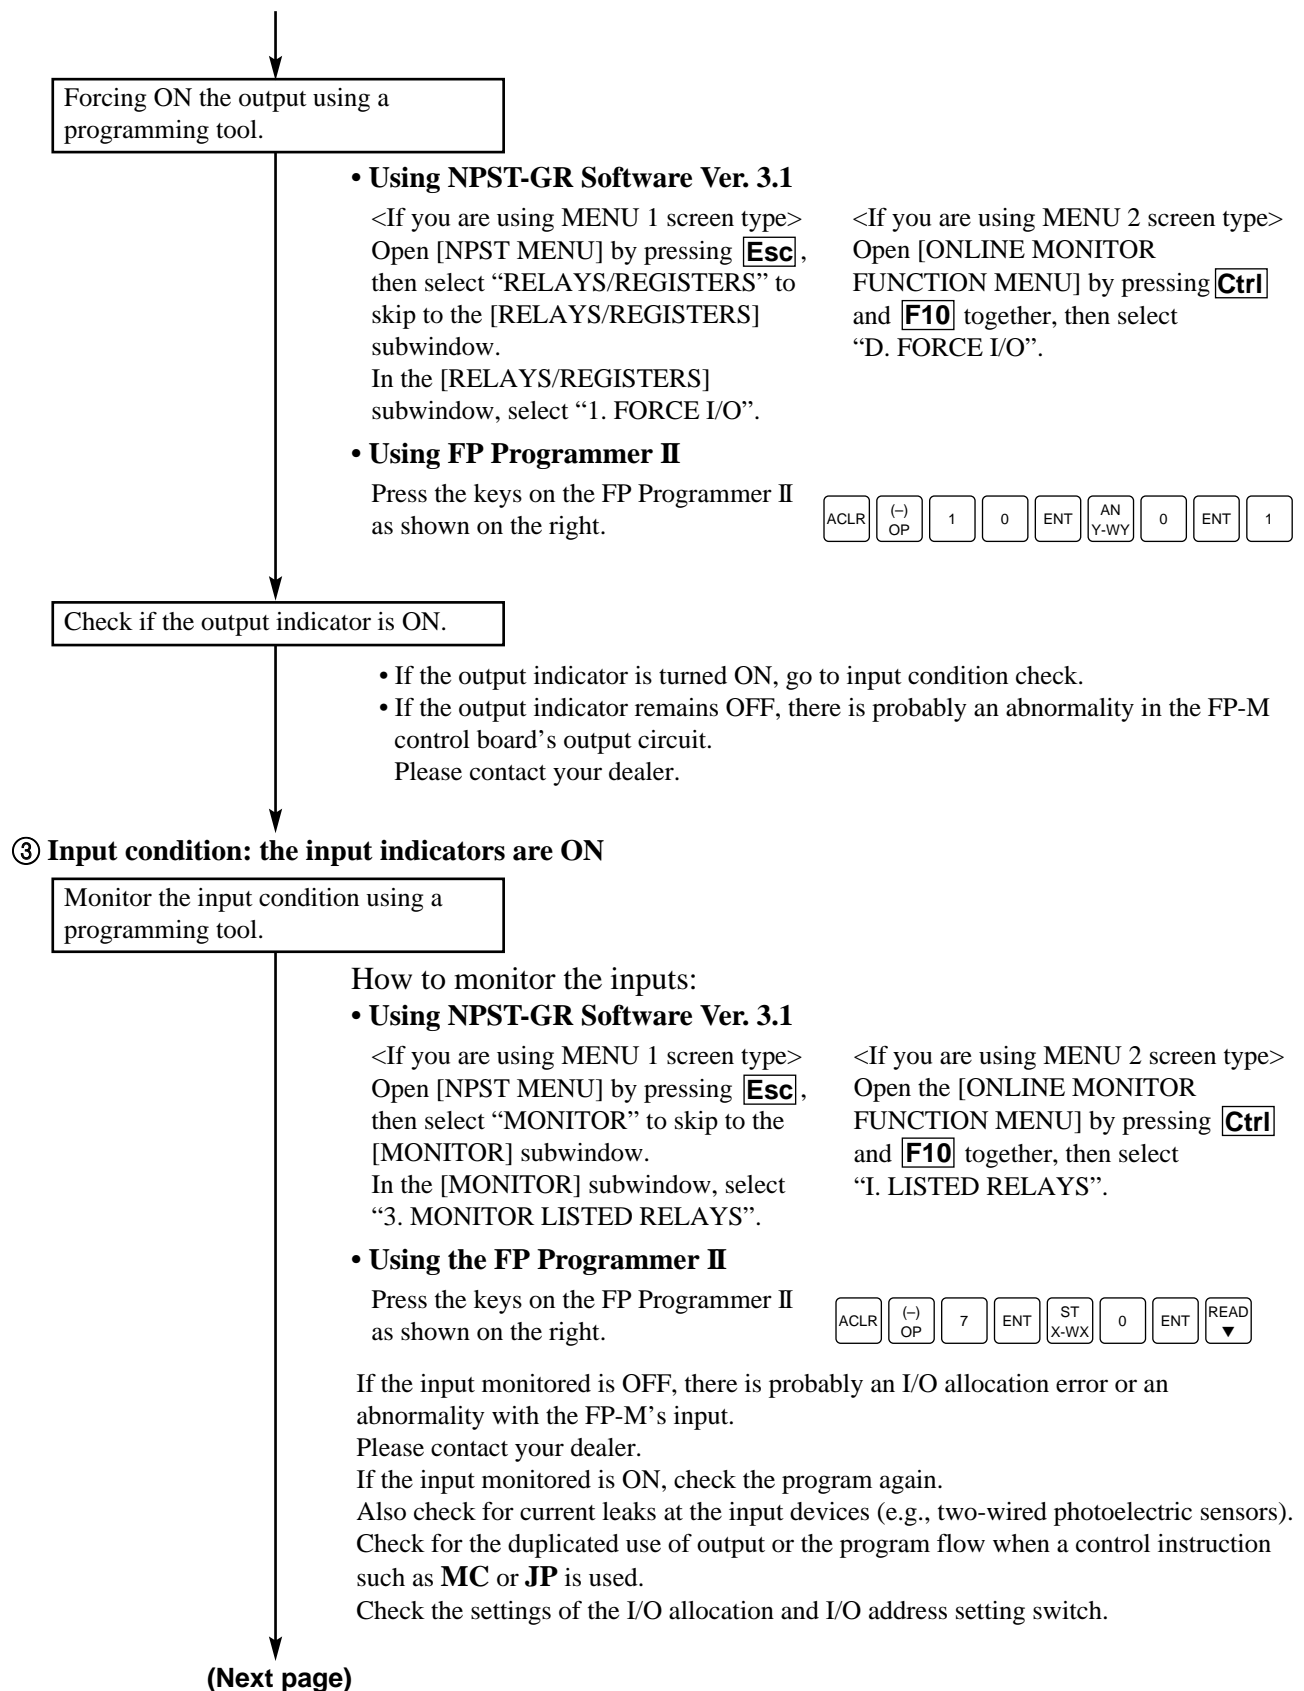 Forcing ON the output using a
programming tool.
• Using NPST-GR Software Ver. 3.1
<If you are using MENU 1 screen type>
Open [NPST MENU] by pressing Esc,
then select “RELAYS/REGISTERS” to
skip to the [RELAYS/REGISTERS]
subwindow.
In the [RELAYS/REGISTERS]
subwindow, select “1. FORCE I/O”.
<If you are using MENU 2 screen type>
Open [ONLINE MONITOR
FUNCTION MENU] by pressing Ctrl
and F10 together, then select
“D. FORCE I/O”.
• Using FP Programmer II
Press the keys on the FP Programmer II
as shown on the right.
ACLR (–) OP 1 0 ENT AN Y-WY 0 ENT 1
Check if the output indicator is ON.
• If the output indicator is turned ON, go to input condition check.
• If the output indicator remains OFF, there is probably an abnormality in the FP-M
control board’s output circuit.
Please contact your dealer.
③ Input condition: the input indicators are ON
Monitor the input condition using a
programming tool.
How to monitor the inputs:
• Using NPST-GR Software Ver. 3.1
<If you are using MENU 1 screen type>
Open [NPST MENU] by pressing Esc,
then select “MONITOR” to skip to the
[MONITOR] subwindow.
In the [MONITOR] subwindow, select
“3. MONITOR LISTED RELAYS”.
<If you are using MENU 2 screen type>
Open the [ONLINE MONITOR
FUNCTION MENU] by pressing Ctrl
and F10 together, then select
“I. LISTED RELAYS”.
• Using the FP Programmer II
Press the keys on the FP Programmer II
as shown on the right.
ACLR (–) OP 7 ENT ST X-WX 0 ENT READ ▼
If the input monitored is OFF, there is probably an I/O allocation error or an
abnormality with the FP-M’s input.
Please contact your dealer.
If the input monitored is ON, check the program again.
Also check for current leaks at the input devices (e.g., two-wired photoelectric sensors).
Check for the duplicated use of output or the program flow when a control instruction
such as MC or JP is used.
Check the settings of the I/O allocation and I/O address setting switch.
(Next page)